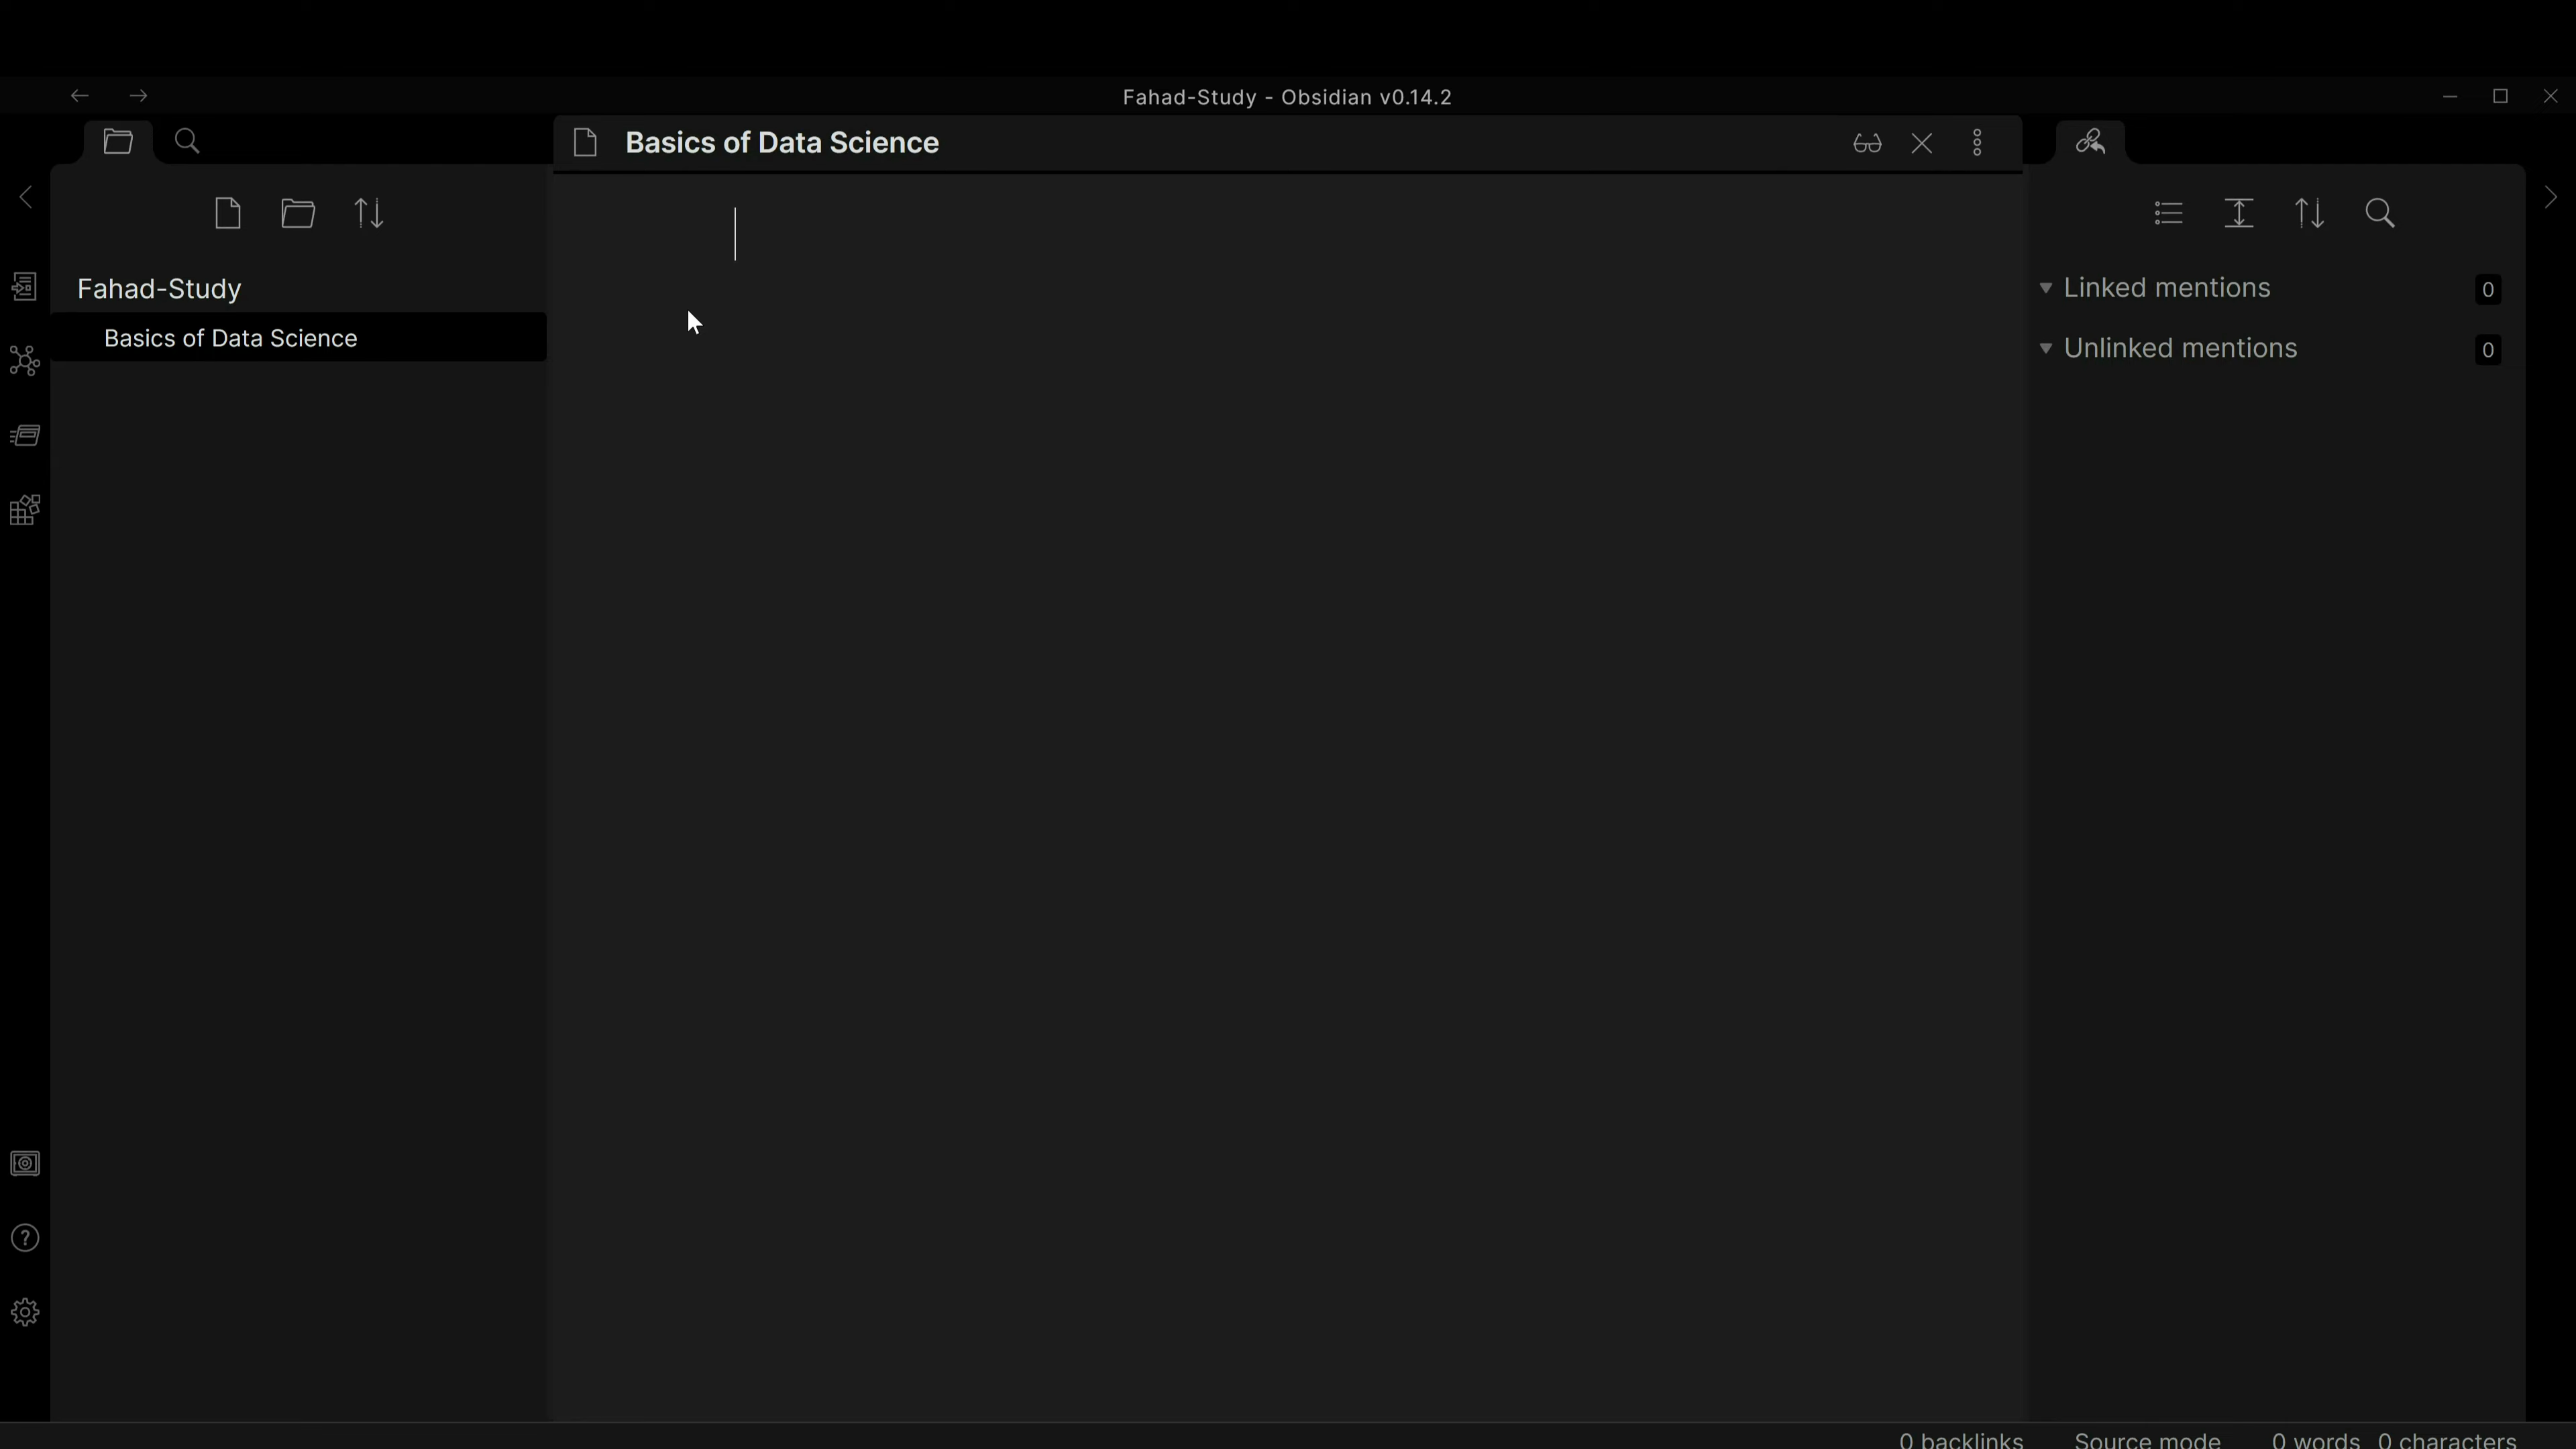 Fahad-Study - Obsidian v0.14.2
Basics of Data Science
Fahad-Study
Basics of Data Science
Linked mentions 0
Unlinked mentions 0
0 backlinks Source mode 0 words 0 characters